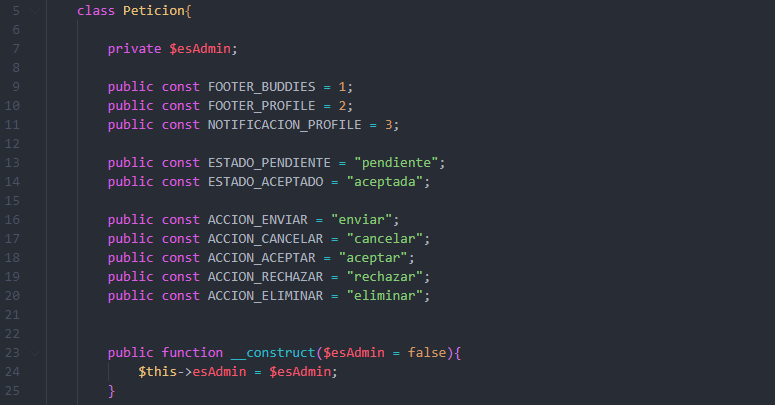 5 class Peticion{
6
7 private $esAdmin;
8
9 public const FOOTER_BUDDIES = 1;
10 public const FOOTER_PROFILE = 2;
11 public const NOTIFICACION_PROFILE = 3;
12
13 public const ESTADO_PENDIENTE = "pendiente";
14 public const ESTADO_ACEPTADO = "aceptada";
15
16 public const ACCION_ENVIAR = "enviar";
17 public const ACCION_CANCELAR = "cancelar";
18 public const ACCION_ACEPTAR = "aceptar";
19 public const ACCION_RECHAZAR = "rechazar";
20 public const ACCION_ELIMINAR = "eliminar";
21
22
23 public function __construct($esAdmin = false){
24 $this->esAdmin = $esAdmin;
25 }